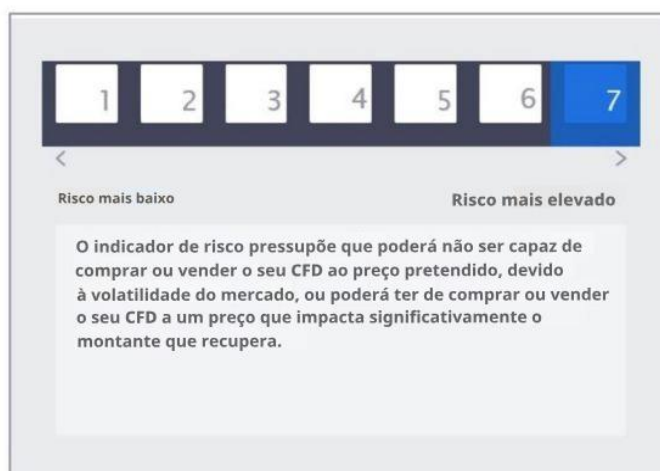 1 2 3 4 5 6 7
< >
Risco mais baixo Risco mais elevado
O indicador de risco pressupõe que poderá não ser capaz de
comprar ou vender o seu CFD ao preço pretendido, devido
à volatilidade do mercado, ou poderá ter de comprar ou vender
o seu CFD a um preço que impacta significativamente o
montante que recupera.